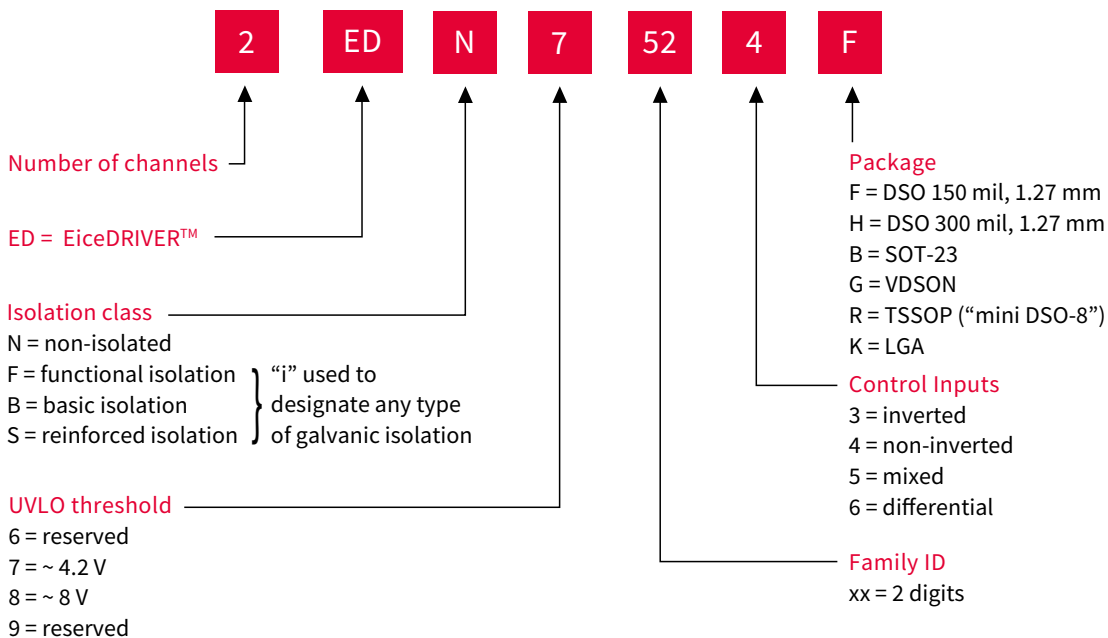 2 ED N 7 52 4 F
Number of channels
ED = EiceDRIVER™
Isolation class
N = non-isolated
F = functional isolation
B = basic isolation
S = reinforced isolation
“i” used to
designate any type
of galvanic isolation
UVLO threshold
6 = reserved
7 = ~ 4.2 V
8 = ~ 8 V
9 = reserved
Package
F = DSO 150 mil, 1.27 mm
H = DSO 300 mil, 1.27 mm
B = SOT-23
G = VDSON
R = TSSOP (“mini DSO-8”)
K = LGA
Control Inputs
3 = inverted
4 = non-inverted
5 = mixed
6 = differential
Family ID
xx = 2 digits